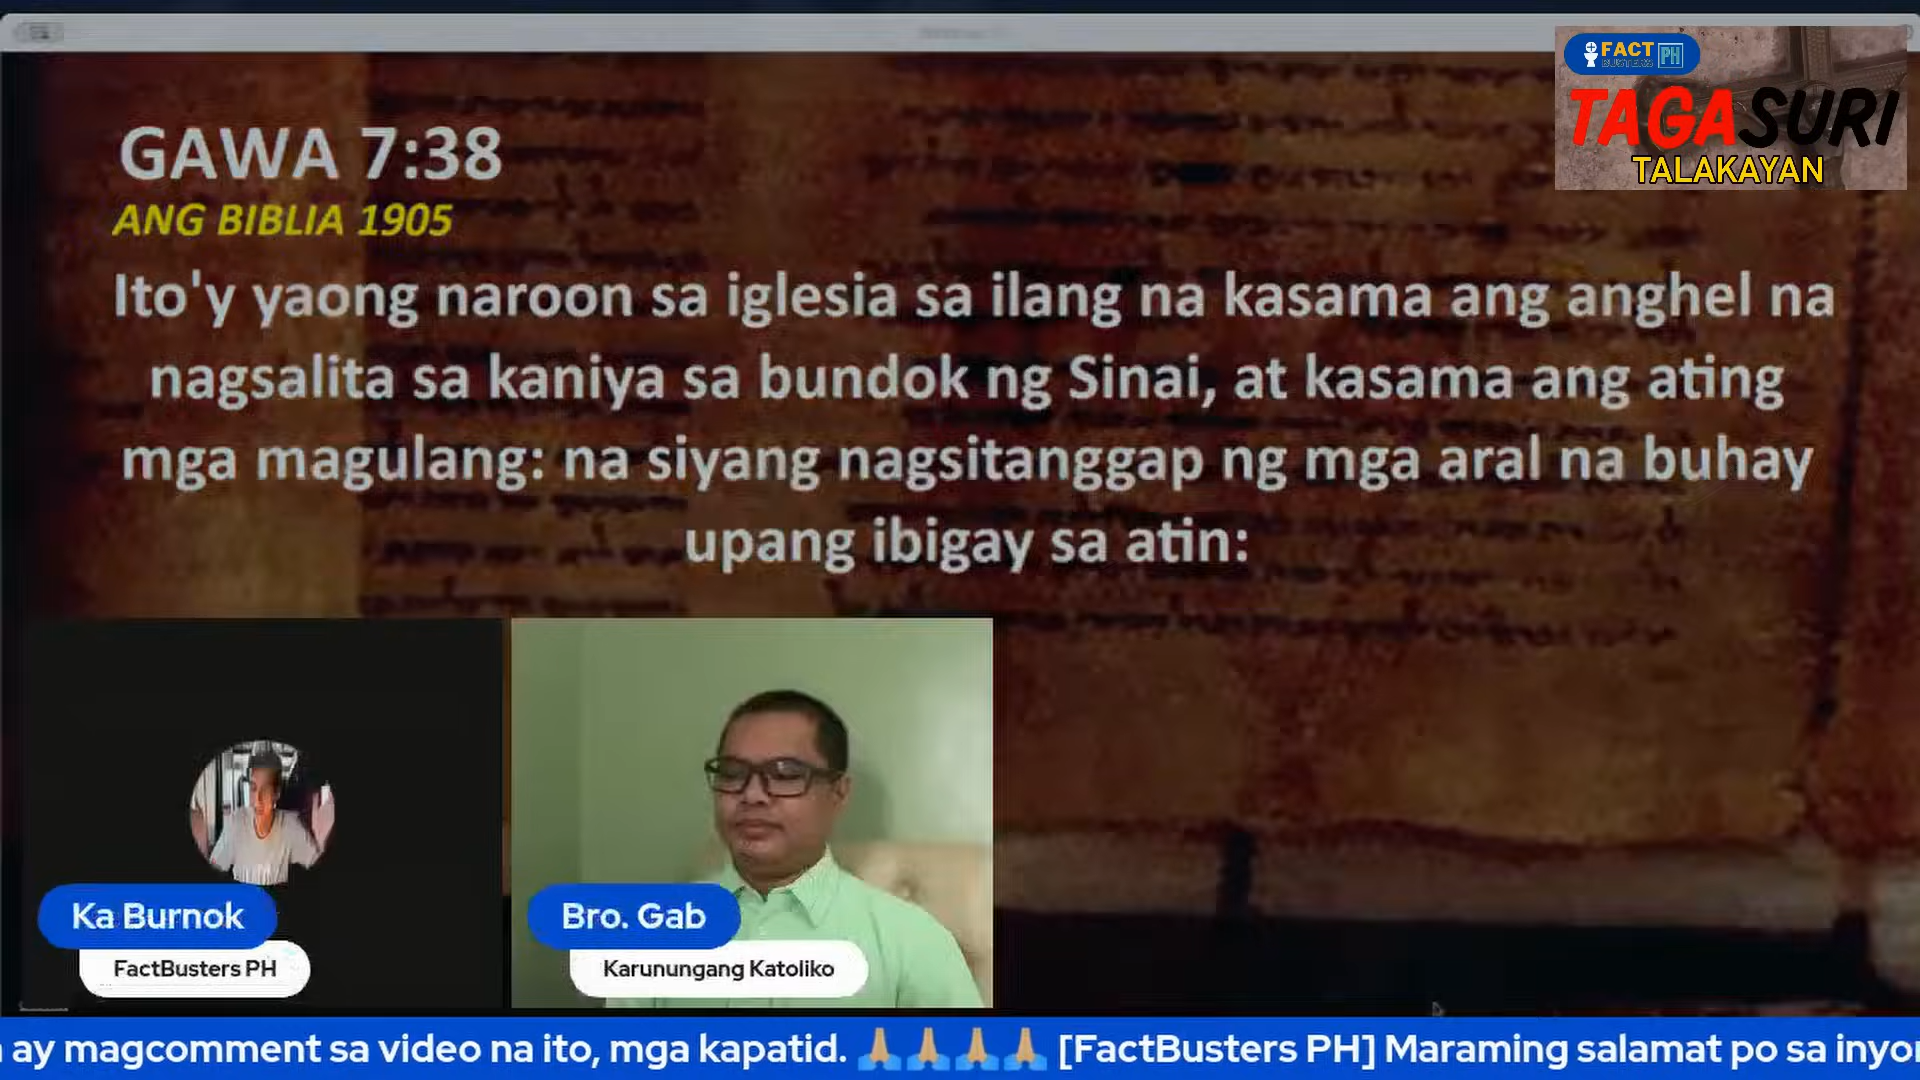 FACT
BUSTERS PH
TAGASURI
TALAKAYAN
GAWA 7:38
ANG BIBLIA 1905
Ito'y yaong naroon sa iglesia sa ilang na kasama ang anghel na
nagsalita sa kaniya sa bundok ng Sinai, at kasama ang ating
mga magulang: na siyang nagsitanggap ng mga aral na buhay
upang ibigay sa atin:
Ka Burnok
FactBusters PH
Bro. Gab
Karunungang Katoliko
ay magcomment sa video na ito, mga kapatid. 🙏🙏🙏🙏 [FactBusters PH] Maraming salamat po sa